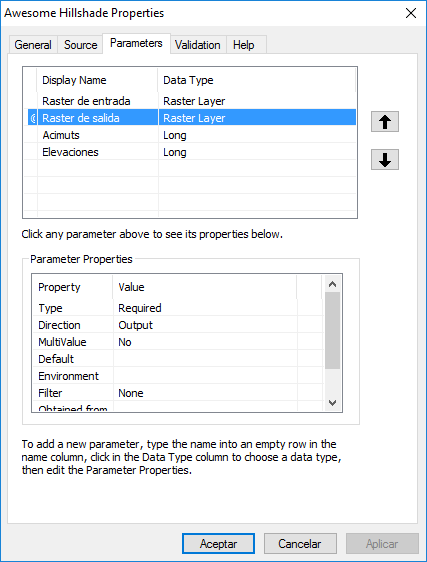 Awesome Hillshade Properties
General Source Parameters Validation Help
Display Name Data Type
Raster de entrada Raster Layer
Raster de salida Raster Layer
Acimuts Long
Elevaciones Long
Click any parameter above to see its properties below.
Parameter Properties
Property Value
Type Required
Direction Output
MultiValue No
Default
Environment
Filter None
Obtained from
To add a new parameter, type the name into an empty row in the
name column, click in the Data Type column to choose a data type,
then edit the Parameter Properties.
Aceptar Cancelar Aplicar